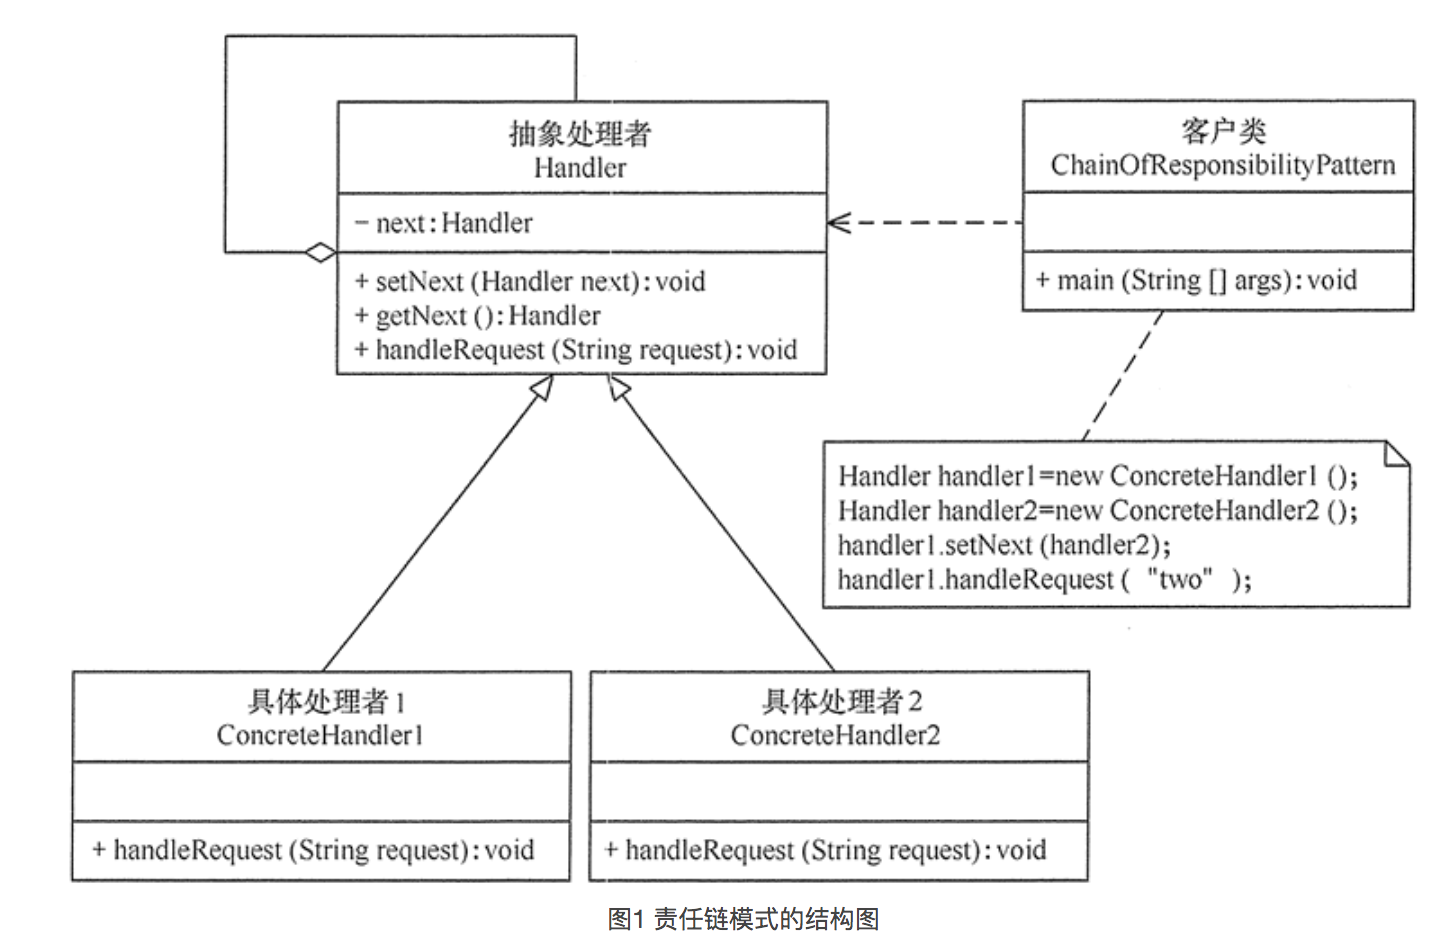 抽象处理者
Handler
− next:Handler
+ setNext (Handler next):void
+ getNext ():Handler
+ handleRequest (String request):void
客户类
ChainOfResponsibilityPattern
+ main (String [] args):void
Handler handler1=new ConcreteHandler1 ();
Handler handler2=new ConcreteHandler2 ();
handler1.setNext (handler2);
handler1.handleRequest ( "two" );
具体处理者1
ConcreteHandler1
+ handleRequest (String request):void
具体处理者2
ConcreteHandler2
+ handleRequest (String request):void
图1 责任链模式的结构图